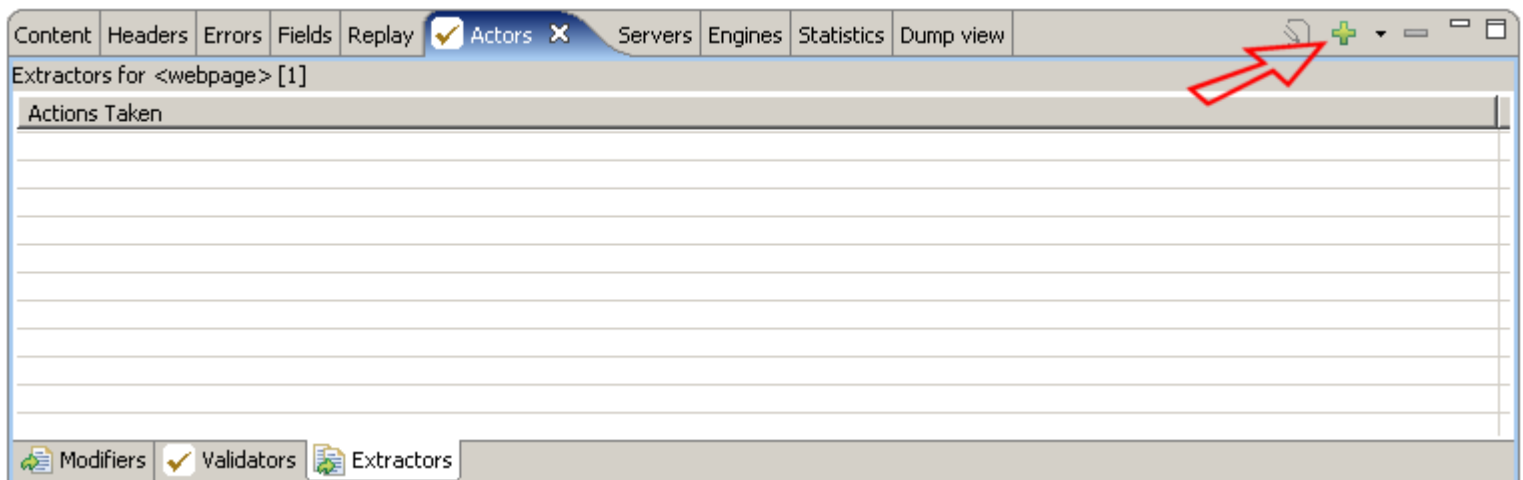 Content Headers Errors Fields Replay Actors Servers Engines Statistics Dump view
Extractors for <webpage> [1]
Actions Taken
Modifiers Validators Extractors